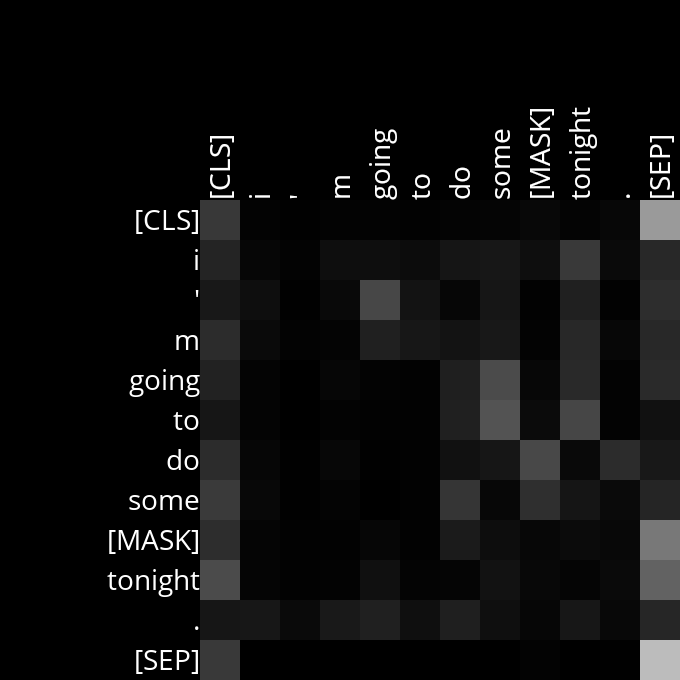 [CLS] i ' m going to do some [MASK] tonight . [SEP]
[CLS]
i
'
m
going
to
do
some
[MASK]
tonight
.
[SEP]